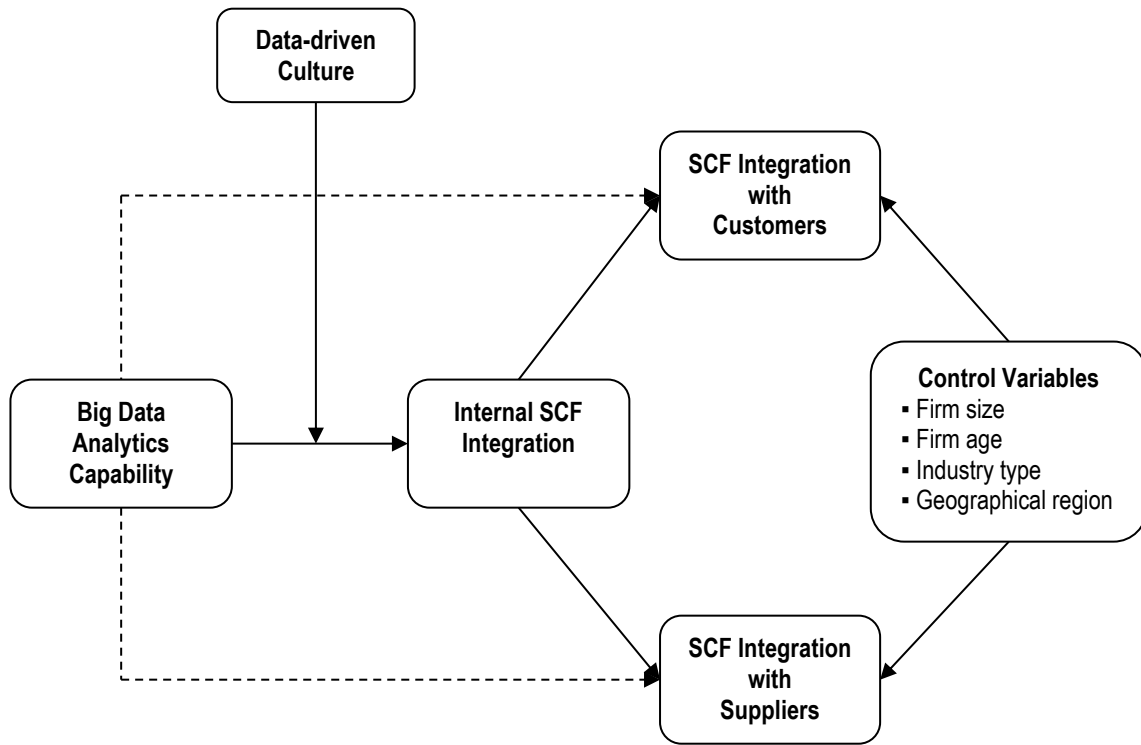 Data-driven
Culture
SCF Integration
with
Customers
Big Data
Analytics
Capability
Internal SCF
Integration
Control Variables
▪ Firm size
▪ Firm age
▪ Industry type
▪ Geographical region
SCF Integration
with
Suppliers